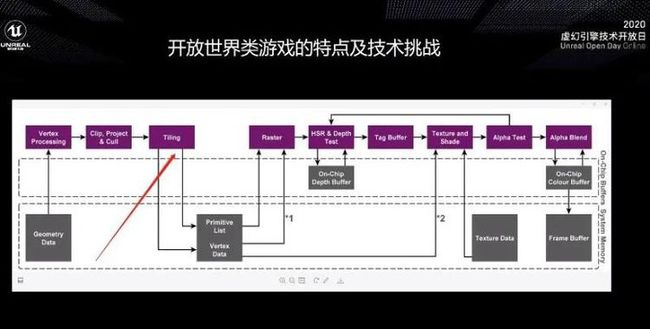 UNREAL
开放世界类游戏的特点及技术挑战
2020
虚幻引擎技术开放日
Unreal Open Day Online
Vertex
Processing
Clip, Project
& Cull
Tiling
Raster
HSR & Depth
Test
Tag Buffer
Texture and
Shade
Alpha Test
Alpha Blend
On-Chip
Depth Buffer
On-Chip
Colour Buffer
On-Chip Buffers
Geometry
Data
Primitive
List
Vertex
Data
*1
*2
Texture Data
Frame Buffer
System Memory